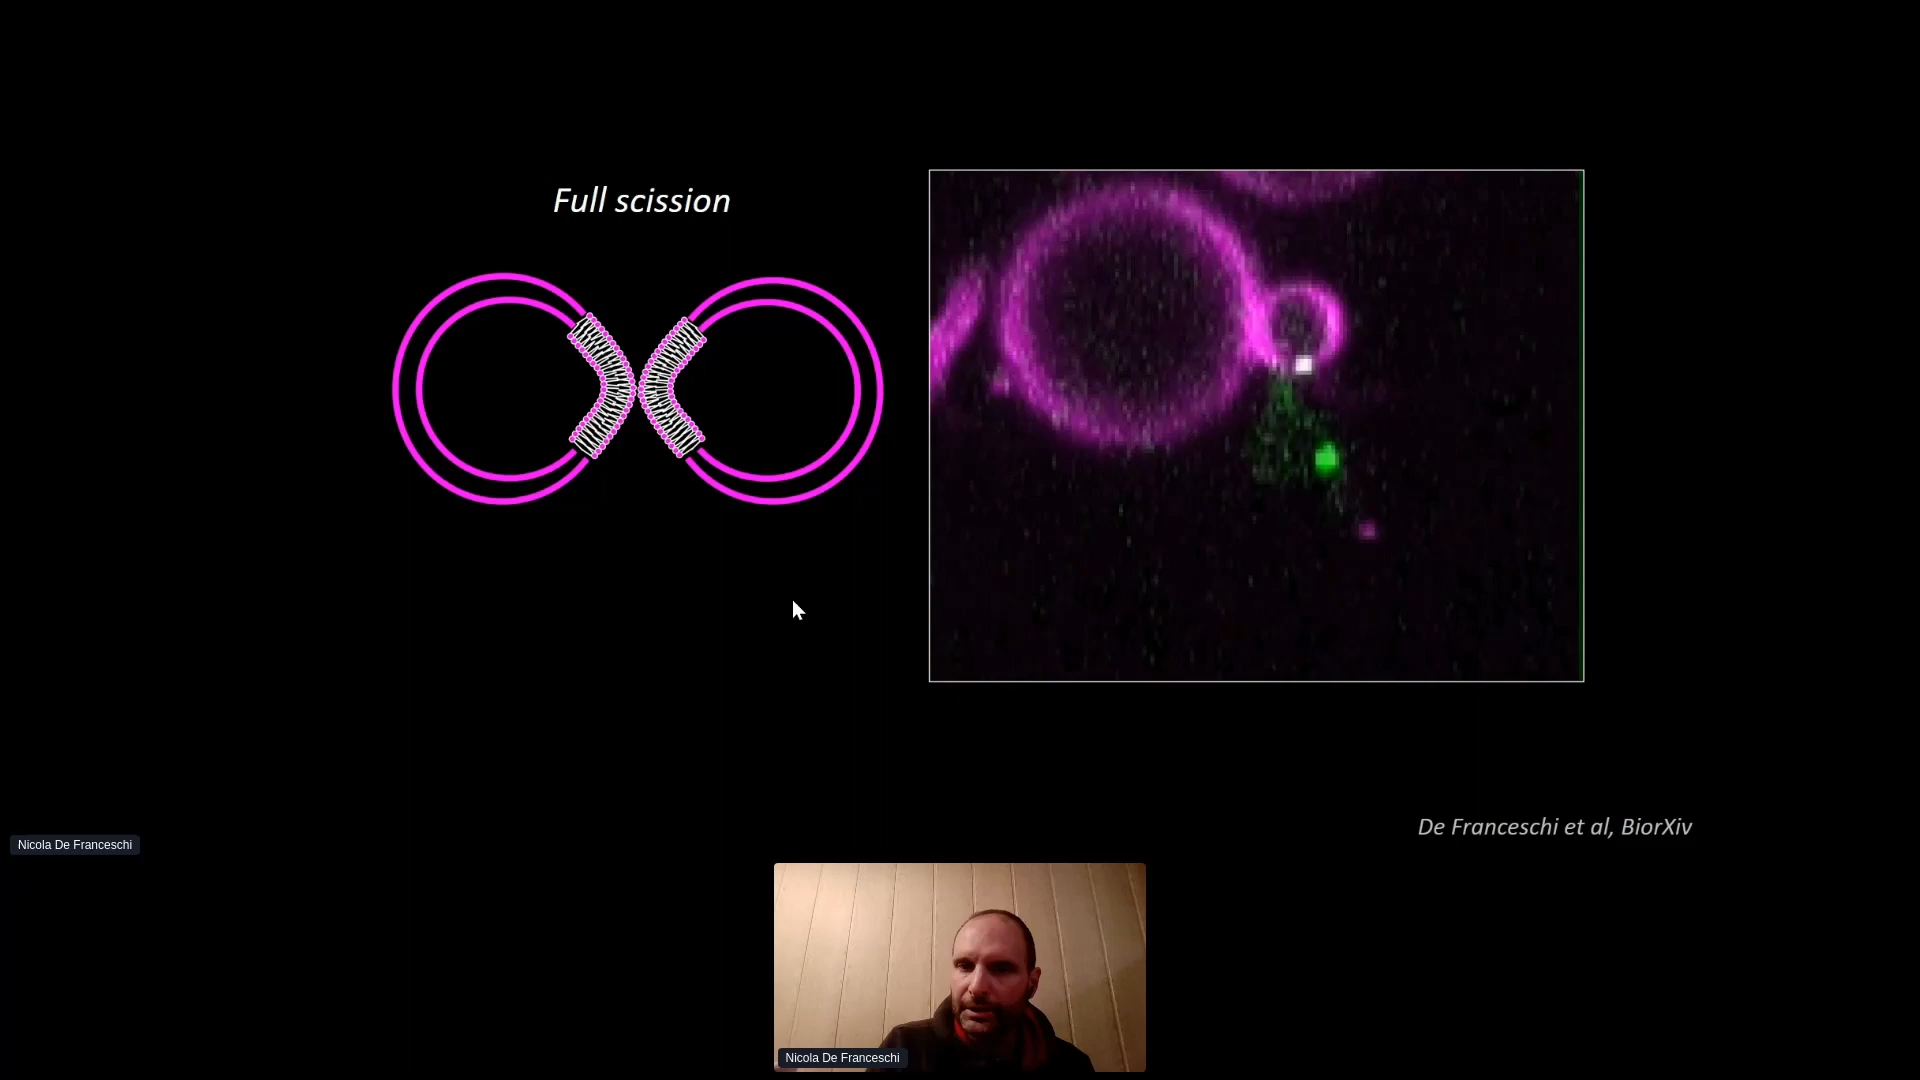 Full scission
De Franceschi et al, BiorXiv
Nicola De Franceschi
Nicola De Franceschi